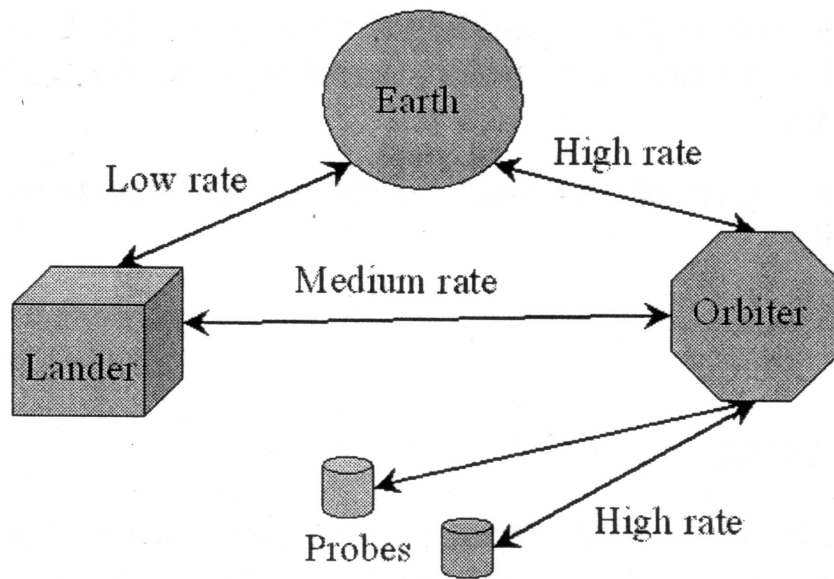 Earth
Low rate
High rate
Medium rate
Lander
Orbiter
Probes
High rate